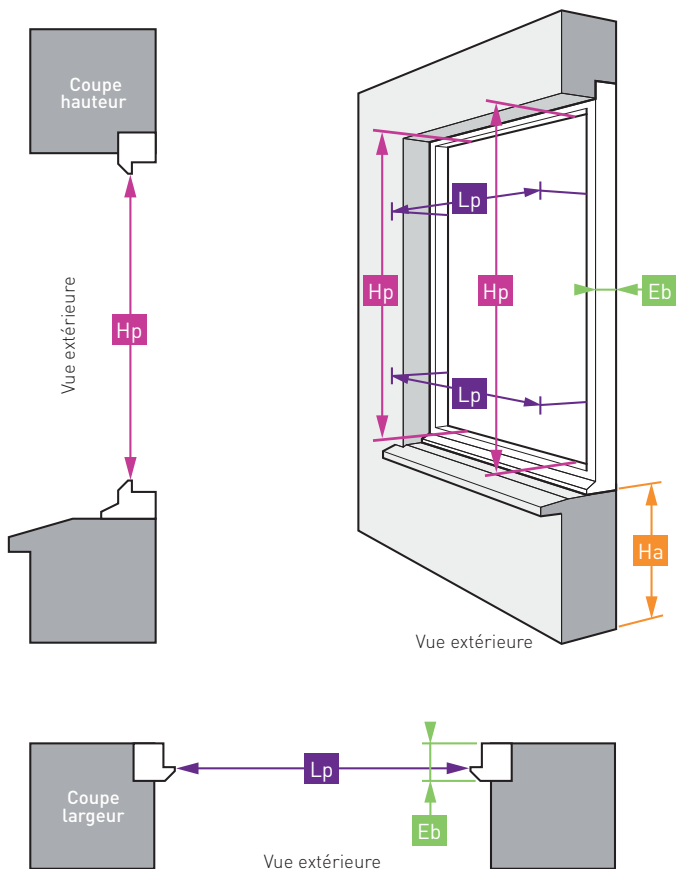 Coupe
hauteur
Vue extérieure
Hp
Lp
Hp
Hp
Eb
Lp
Ha
Vue extérieure
Coupe
largeur
Lp
Eb
Vue extérieure